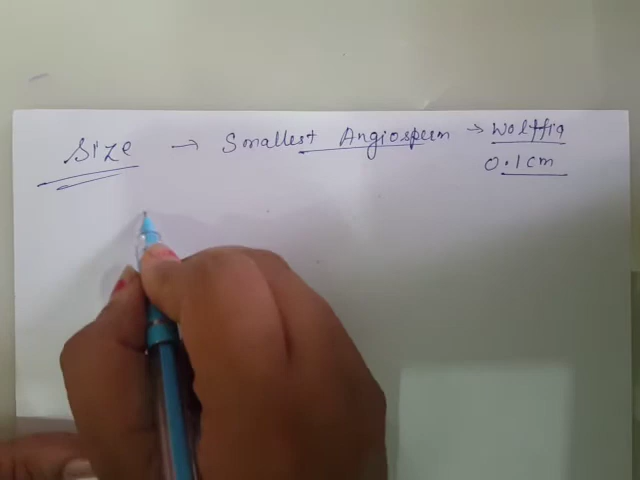 Size → Smallest Angiosperm → Wolffia
0.1cm